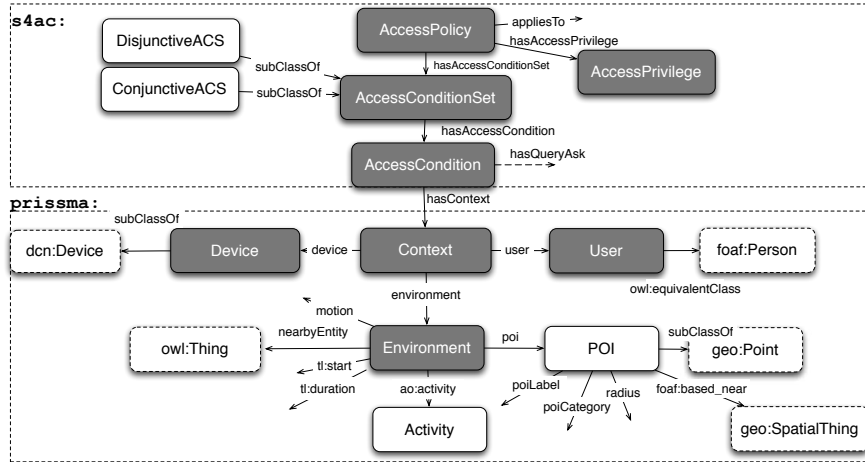 s4ac:
AccessPolicy
appliesTo
hasAccessPrivilege
DisjunctiveACS
subClassOf
hasAccessConditionSet
AccessPrivilege
ConjunctiveACS
subClassOf
AccessConditionSet
hasAccessCondition
AccessCondition
hasQueryAsk
prissma:
hasContext
subClassOf
dcn:Device
Device
device
Context
user
User
foaf:Person
environment
owl:equivalentClass
motion
nearbyEntity
owl:Thing
Environment
poi
POI
subClassOf
geo:Point
tl:start
tl:duration
ao:activity
poiLabel
poiCategory
radius
foaf:based_near
Activity
geo:SpatialThing